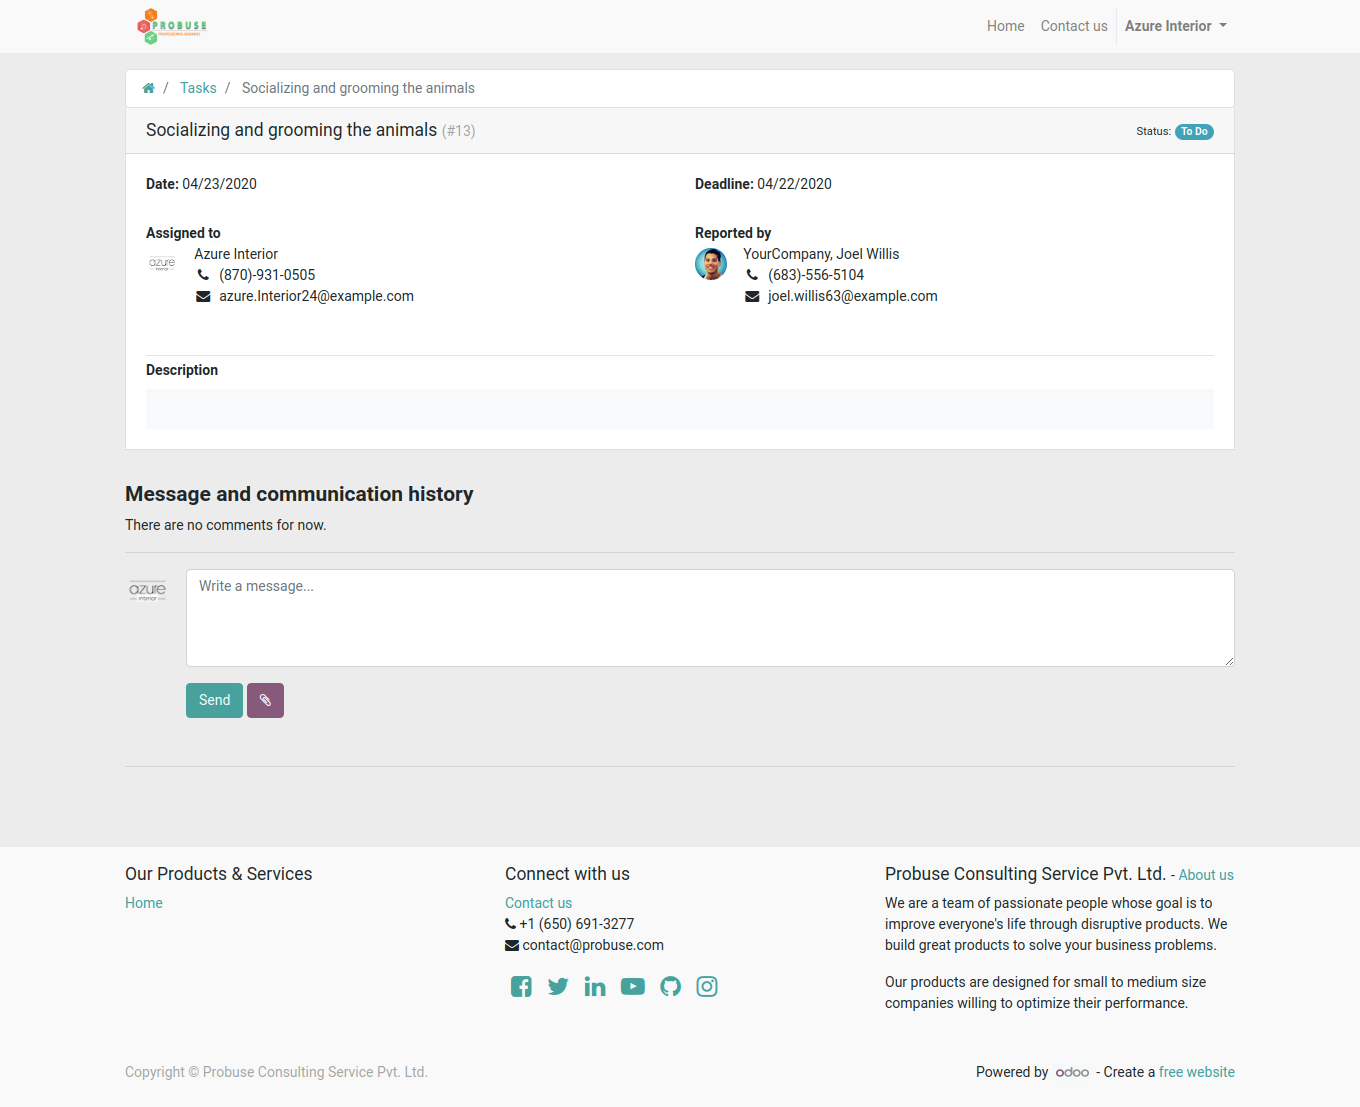 PROBUSE
Home Contact us Azure Interior
/ Tasks / Socializing and grooming the animals
Socializing and grooming the animals (#13)
Status: To Do
Date: 04/23/2020
Deadline: 04/22/2020
Assigned to
azure
interior
Azure Interior
(870)-931-0505
azure.Interior24@example.com
Reported by
YourCompany, Joel Willis
(683)-556-5104
joel.willis63@example.com
Description
Message and communication history
There are no comments for now.
azure
interior
Write a message...
Send
Our Products & Services
Home
Connect with us
Contact us
+1 (650) 691-3277
contact@probuse.com
Probuse Consulting Service Pvt. Ltd. - About us
We are a team of passionate people whose goal is to
improve everyone's life through disruptive products. We
build great products to solve your business problems.
Our products are designed for small to medium size
companies willing to optimize their performance.
Copyright © Probuse Consulting Service Pvt. Ltd.
Powered by odoo - Create a free website